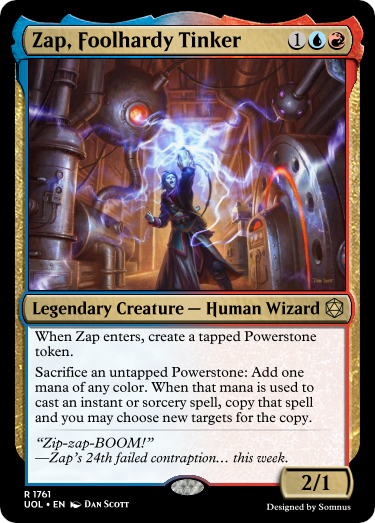 Zap, Foolhardy Tinker 1
Legendary Creature — Human Wizard
When Zap enters, create a tapped Powerstone
token.
Sacrifice an untapped Powerstone: Add one
mana of any color. When that mana is used to
cast an instant or sorcery spell, copy that spell
and you may choose new targets for the copy.
“Zip-zap-BOOM!”
—Zap’s 24th failed contraption… this week.
2/1
R 1761
UOL • EN DAN SCOTT
Designed by Somnus